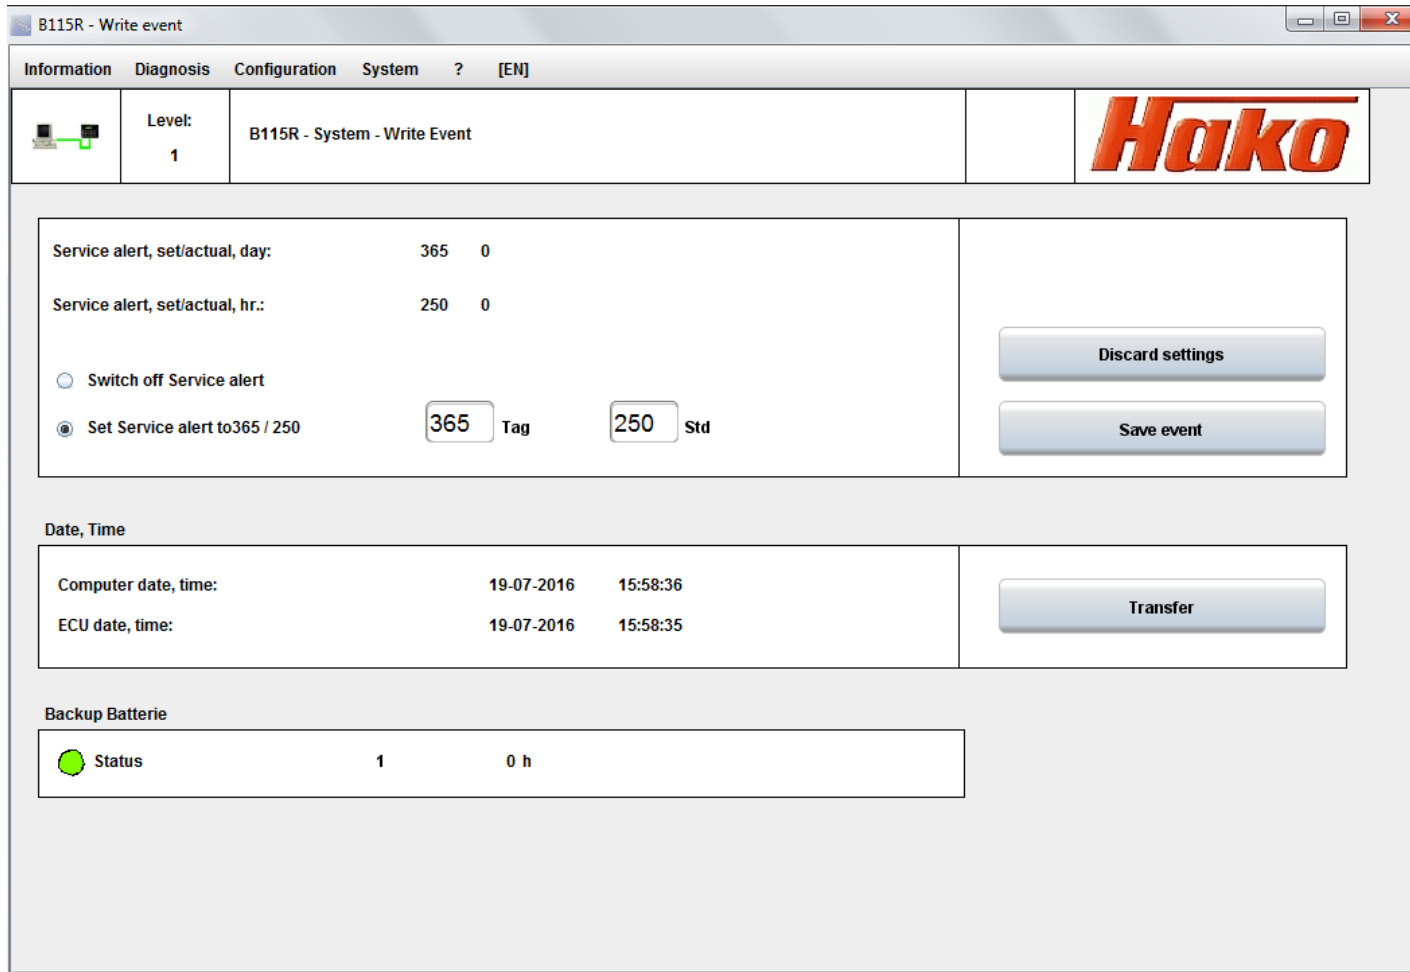 B115R - Write event
Information Diagnosis Configuration System ? [EN]
Level:
1
B115R - System - Write Event
Hako
Service alert, set/actual, day: 365 0
Service alert, set/actual, hr.: 250 0
Switch off Service alert
Set Service alert to365 / 250 365 Tag 250 Std
Discard settings
Save event
Date, Time
Computer date, time: 19-07-2016 15:58:36
ECU date, time: 19-07-2016 15:58:35
Transfer
Backup Batterie
Status 1 0 h